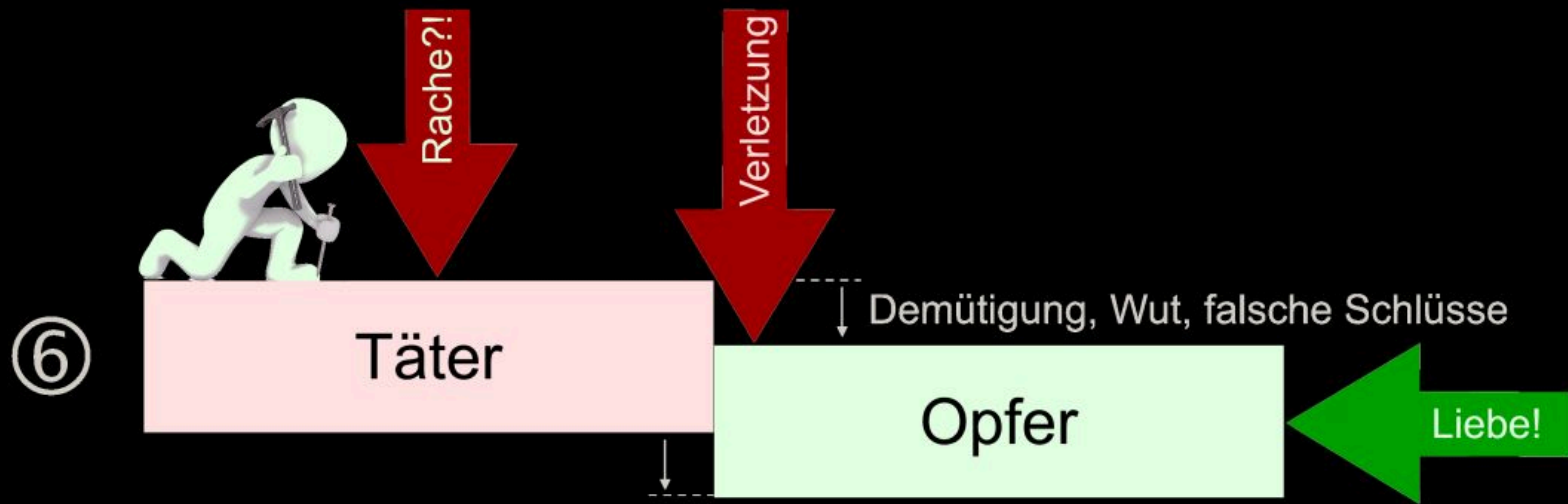 Rache?!
Verletzung
Demütigung, Wut, falsche Schlüsse
⑥
Täter
Opfer
Liebe!